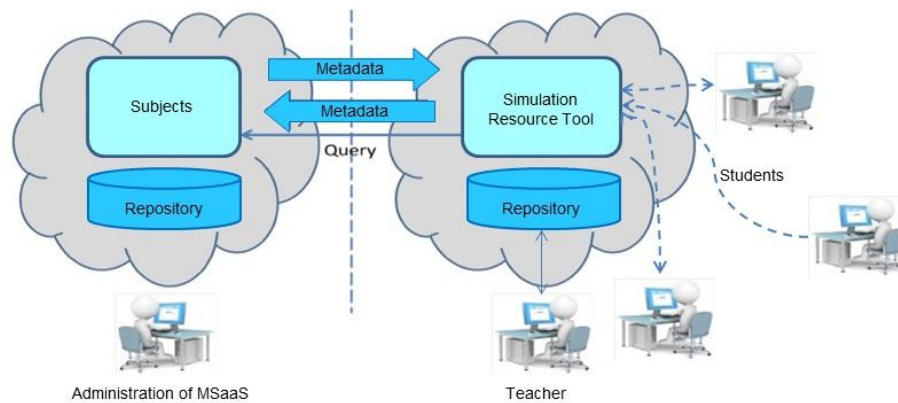 Metadata
Subjects
Metadata
Simulation
Resource Tool
Query
Students
Repository
Repository
Administration of MSaaS
Teacher